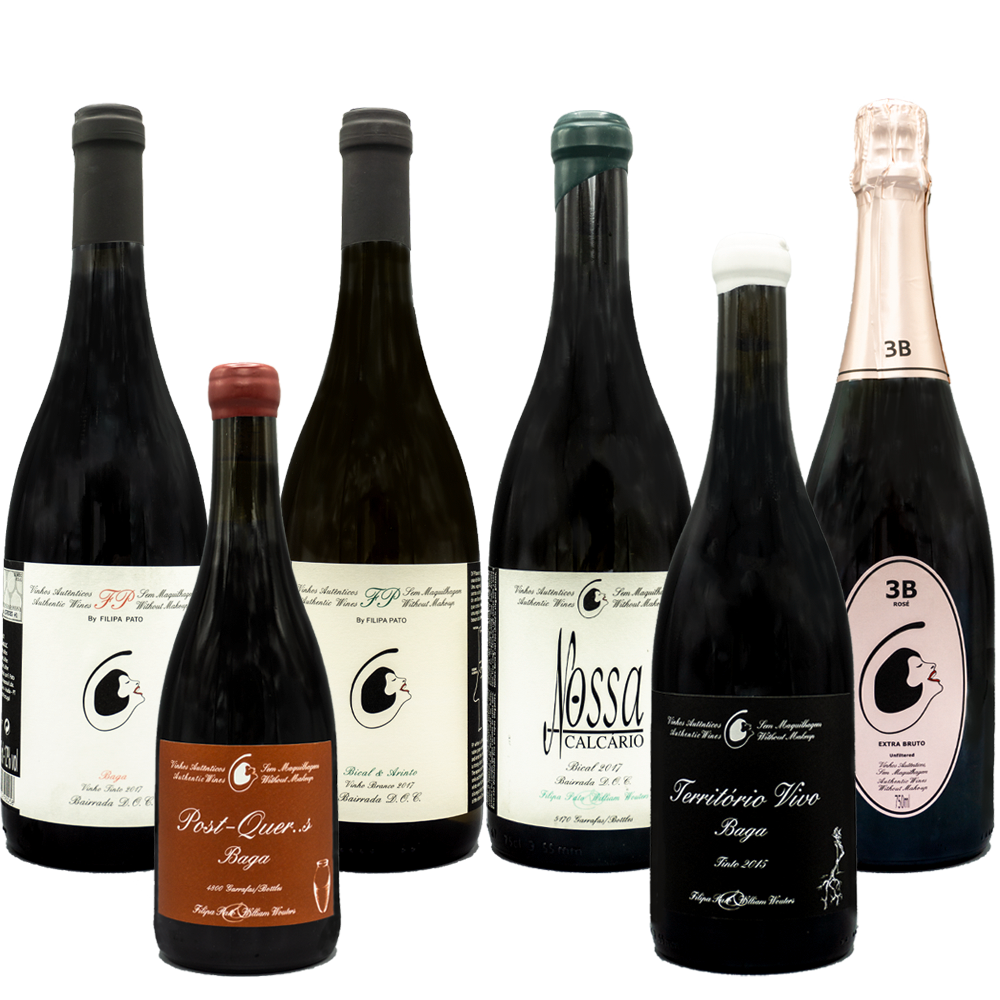 Vinhos Autênticos FP Sem Maquilhagem
Authentic Wines Without Makeup
By FILIPA PATO
Baga
Vinho Tinto 2017
Bairrada D.O.C.
Vinhos Autênticos Sem Maquilhagem
Authentic Wines Without Makeup
Post-Quer..s
Baga
4800 Garrafas/Bottles
Filipa Pato & William Wouters
Vinhos Autênticos FP Sem Maquilhagem
Authentic Wines Without Makeup
By FILIPA PATO
Bical & Arinto
Vinho Branco 2017
Bairrada D.O.C.
Vinhos Autênticos Sem Maquilhagem
Authentic Wines Without Makeup
Nossa
CALCÁRIO
Bical 2017
Bairrada D.O.C.
Filipa Pato William Wouters
5170 Garrafas/Bottles
Vinhos Autênticos Sem Maquilhagem
Authentic Wines Without Makeup
Território Vivo
Baga
Tinto 2015
Filipa Pato & William Wouters
3B
3B
ROSÉ
EXTRA BRUTO
Unfiltered
Vinhos Autênticos
Sem Maquilhagem
Authentic Wines
Without Makeup
750ml